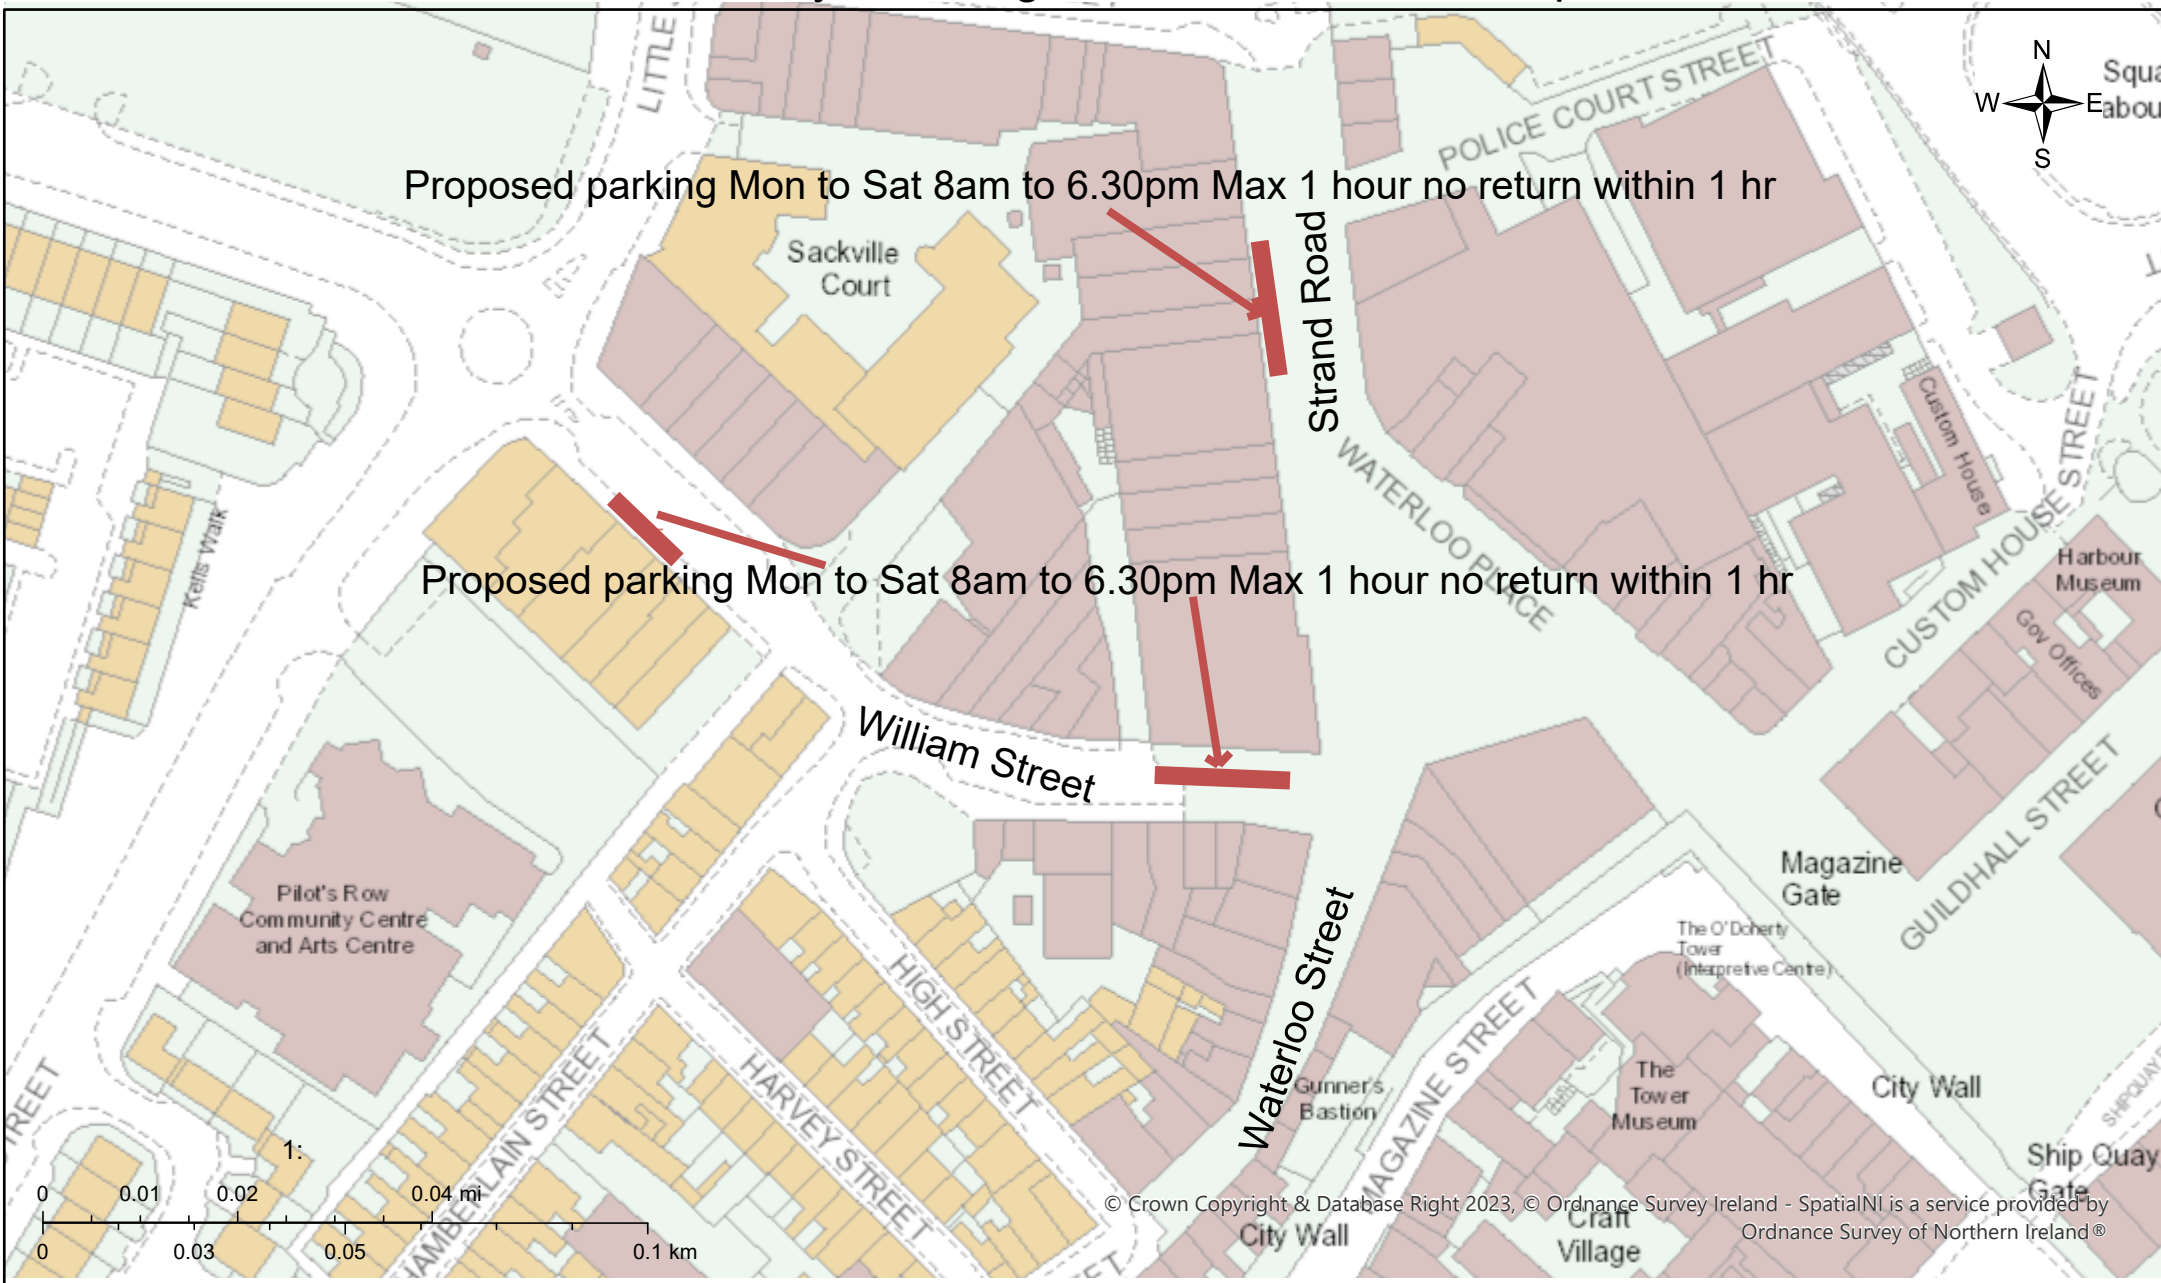 N
W
E
S
LITTLE
POLICE COURT STREET
Proposed parking Mon to Sat 8am to 6.30pm Max 1 hour no return within 1 hr
Sackville
Court
Strand Road
WATERLOO PLACE
Custom House
CUSTOM HOUSE STREET
Kells Walk
Harbour
Museum
Gov Offices
Proposed parking Mon to Sat 8am to 6.30pm Max 1 hour no return within 1 hr
William Street
GUILDHALL STREET
Magazine
Gate
Pilot's Row
Community Centre
and Arts Centre
The O'Doherty
Tower
(Interpretive Centre)
HIGH STREET
Waterloo Street
MAGAZINE STREET
HARVEY STREET
Gunner's
Bastion
The
Tower
Museum
City Wall
Ship Quay
Gate
1:
0 0.01 0.02 0.04 mi
0 0.03 0.05 0.1 km
© Crown Copyright & Database Right 2023, © Ordnance Survey Ireland - SpatialNI is a service provided by
Ordnance Survey of Northern Ireland®
City Wall
Craft
Village